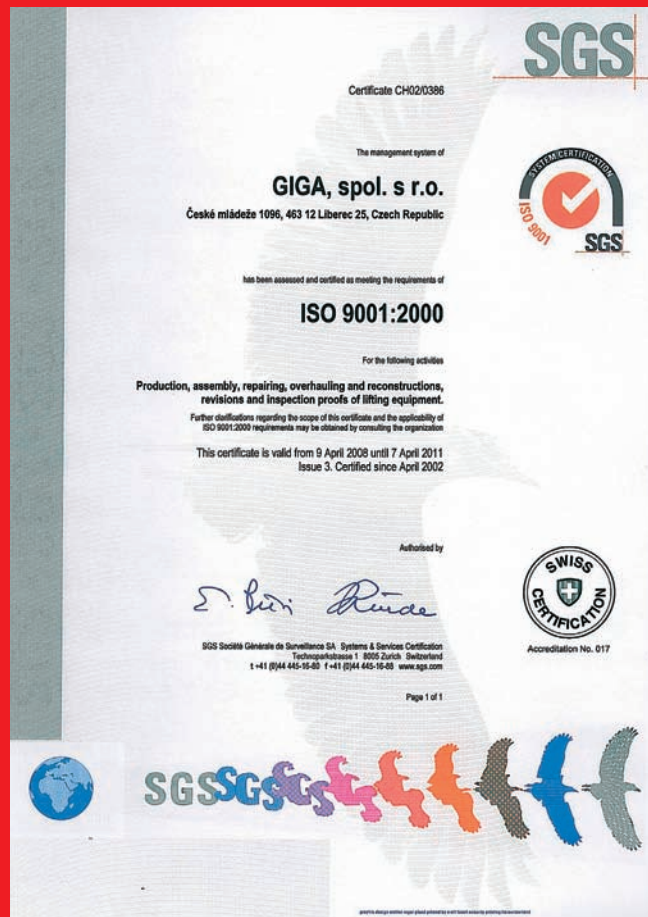 SGS
Certificate CH02/0386
The management system of
GIGA, spol. s r.o.
České mládeže 1096, 463 12 Liberec 25, Czech Republic
SYSTEM CERTIFICATION
ISO 9001
SGS
has been assessed and certified as meeting the requirements of
ISO 9001:2000
For the following activities
Production, assembly, repairing, overhauling and reconstructions,
revisions and inspection proofs of lifting equipment.
Further clarifications regarding the scope of this certificate and the applicability of
ISO 9001:2000 requirements may be obtained by consulting the organization
This certificate is valid from 9 April 2008 until 7 April 2011
Issue 3. Certified since April 2002
Authorised by
SWISS
CERTIFICATION
Accreditation No. 017
SGS Société Générale de Surveillance SA Systems & Services Certification
Technoparkstrasse 1 8005 Zurich Switzerland
t +41 (0)44 445-16-80 f +41 (0)44 445-16-88 www.sgs.com
Page 1 of 1
SGSSGSSGS